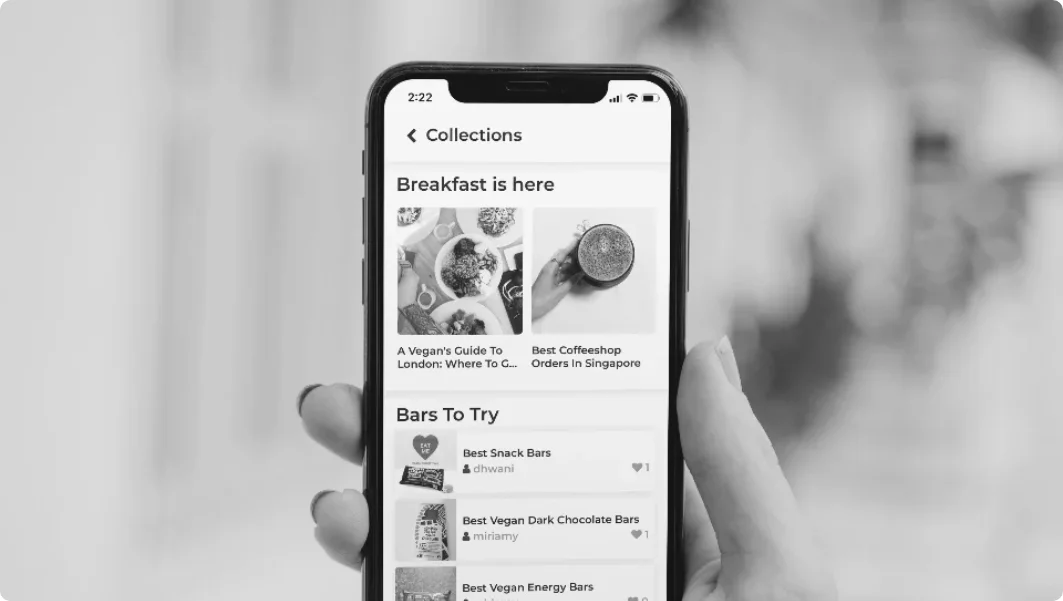 2:22
Collections
Breakfast is here
A Vegan's Guide To
London: Where To G...
Best Coffeeshop
Orders In Singapore
Bars To Try
EAT
ME
Best Snack Bars
dhwani
1
Best Vegan Dark Chocolate Bars
miriamy
1
Best Vegan Energy Bars